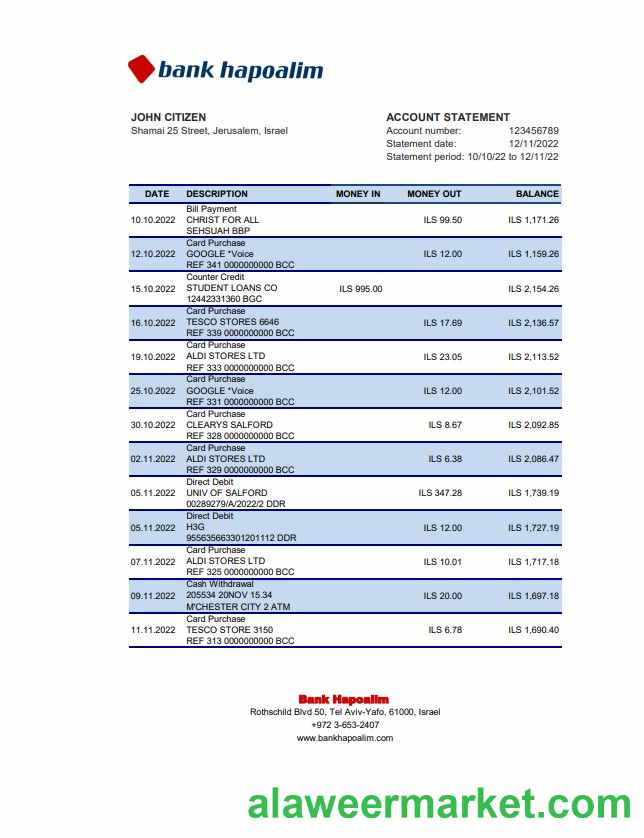 bank hapoalim
JOHN CITIZEN
Shamai 25 Street, Jerusalem, Israel
ACCOUNT STATEMENT
Account number: 123456789
Statement date: 12/11/2022
Statement period: 10/10/22 to 12/11/22
DATE DESCRIPTION MONEY IN MONEY OUT BALANCE
Bill Payment
10.10.2022 CHRIST FOR ALL ILS 99.50 ILS 1,171.26
SEHSUAH BBP
Card Purchase
12.10.2022 GOOGLE *Voice ILS 12.00 ILS 1,159.26
REF 341 0000000000 BCC
Counter Credit
15.10.2022 STUDENT LOANS CO ILS 995.00 ILS 2,154.26
12442331360 BGC
Card Purchase
16.10.2022 TESCO STORES 6646 ILS 17.69 ILS 2,136.57
REF 339 0000000000 BCC
Card Purchase
19.10.2022 ALDI STORES LTD ILS 23.05 ILS 2,113.52
REF 333 0000000000 BCC
Card Purchase
25.10.2022 GOOGLE *Voice ILS 12.00 ILS 2,101.52
REF 331 0000000000 BCC
Card Purchase
30.10.2022 CLEARYS SALFORD ILS 8.67 ILS 2,092.85
REF 328 0000000000 BCC
Card Purchase
02.11.2022 ALDI STORES LTD ILS 6.38 ILS 2,086.47
REF 329 0000000000 BCC
Direct Debit
05.11.2022 UNIV OF SALFORD ILS 347.28 ILS 1,739.19
00289279/A/2022/2 DDR
Direct Debit
05.11.2022 H3G ILS 12.00 ILS 1,727.19
955635663301201112 DDR
Card Purchase
07.11.2022 ALDI STORES LTD ILS 10.01 ILS 1,717.18
REF 325 0000000000 BCC
Cash Withdrawal
09.11.2022 205534 20NOV 15.34 ILS 20.00 ILS 1,697.18
M'CHESTER CITY 2 ATM
Card Purchase
11.11.2022 TESCO STORE 3150 ILS 6.78 ILS 1,690.40
REF 313 0000000000 BCC
Bank Hapoalim
Rothschild Blvd 50, Tel Aviv-Yafo, 61000, Israel
+972 3-653-2407
www.bankhapoalim.com
alaweermarket.com